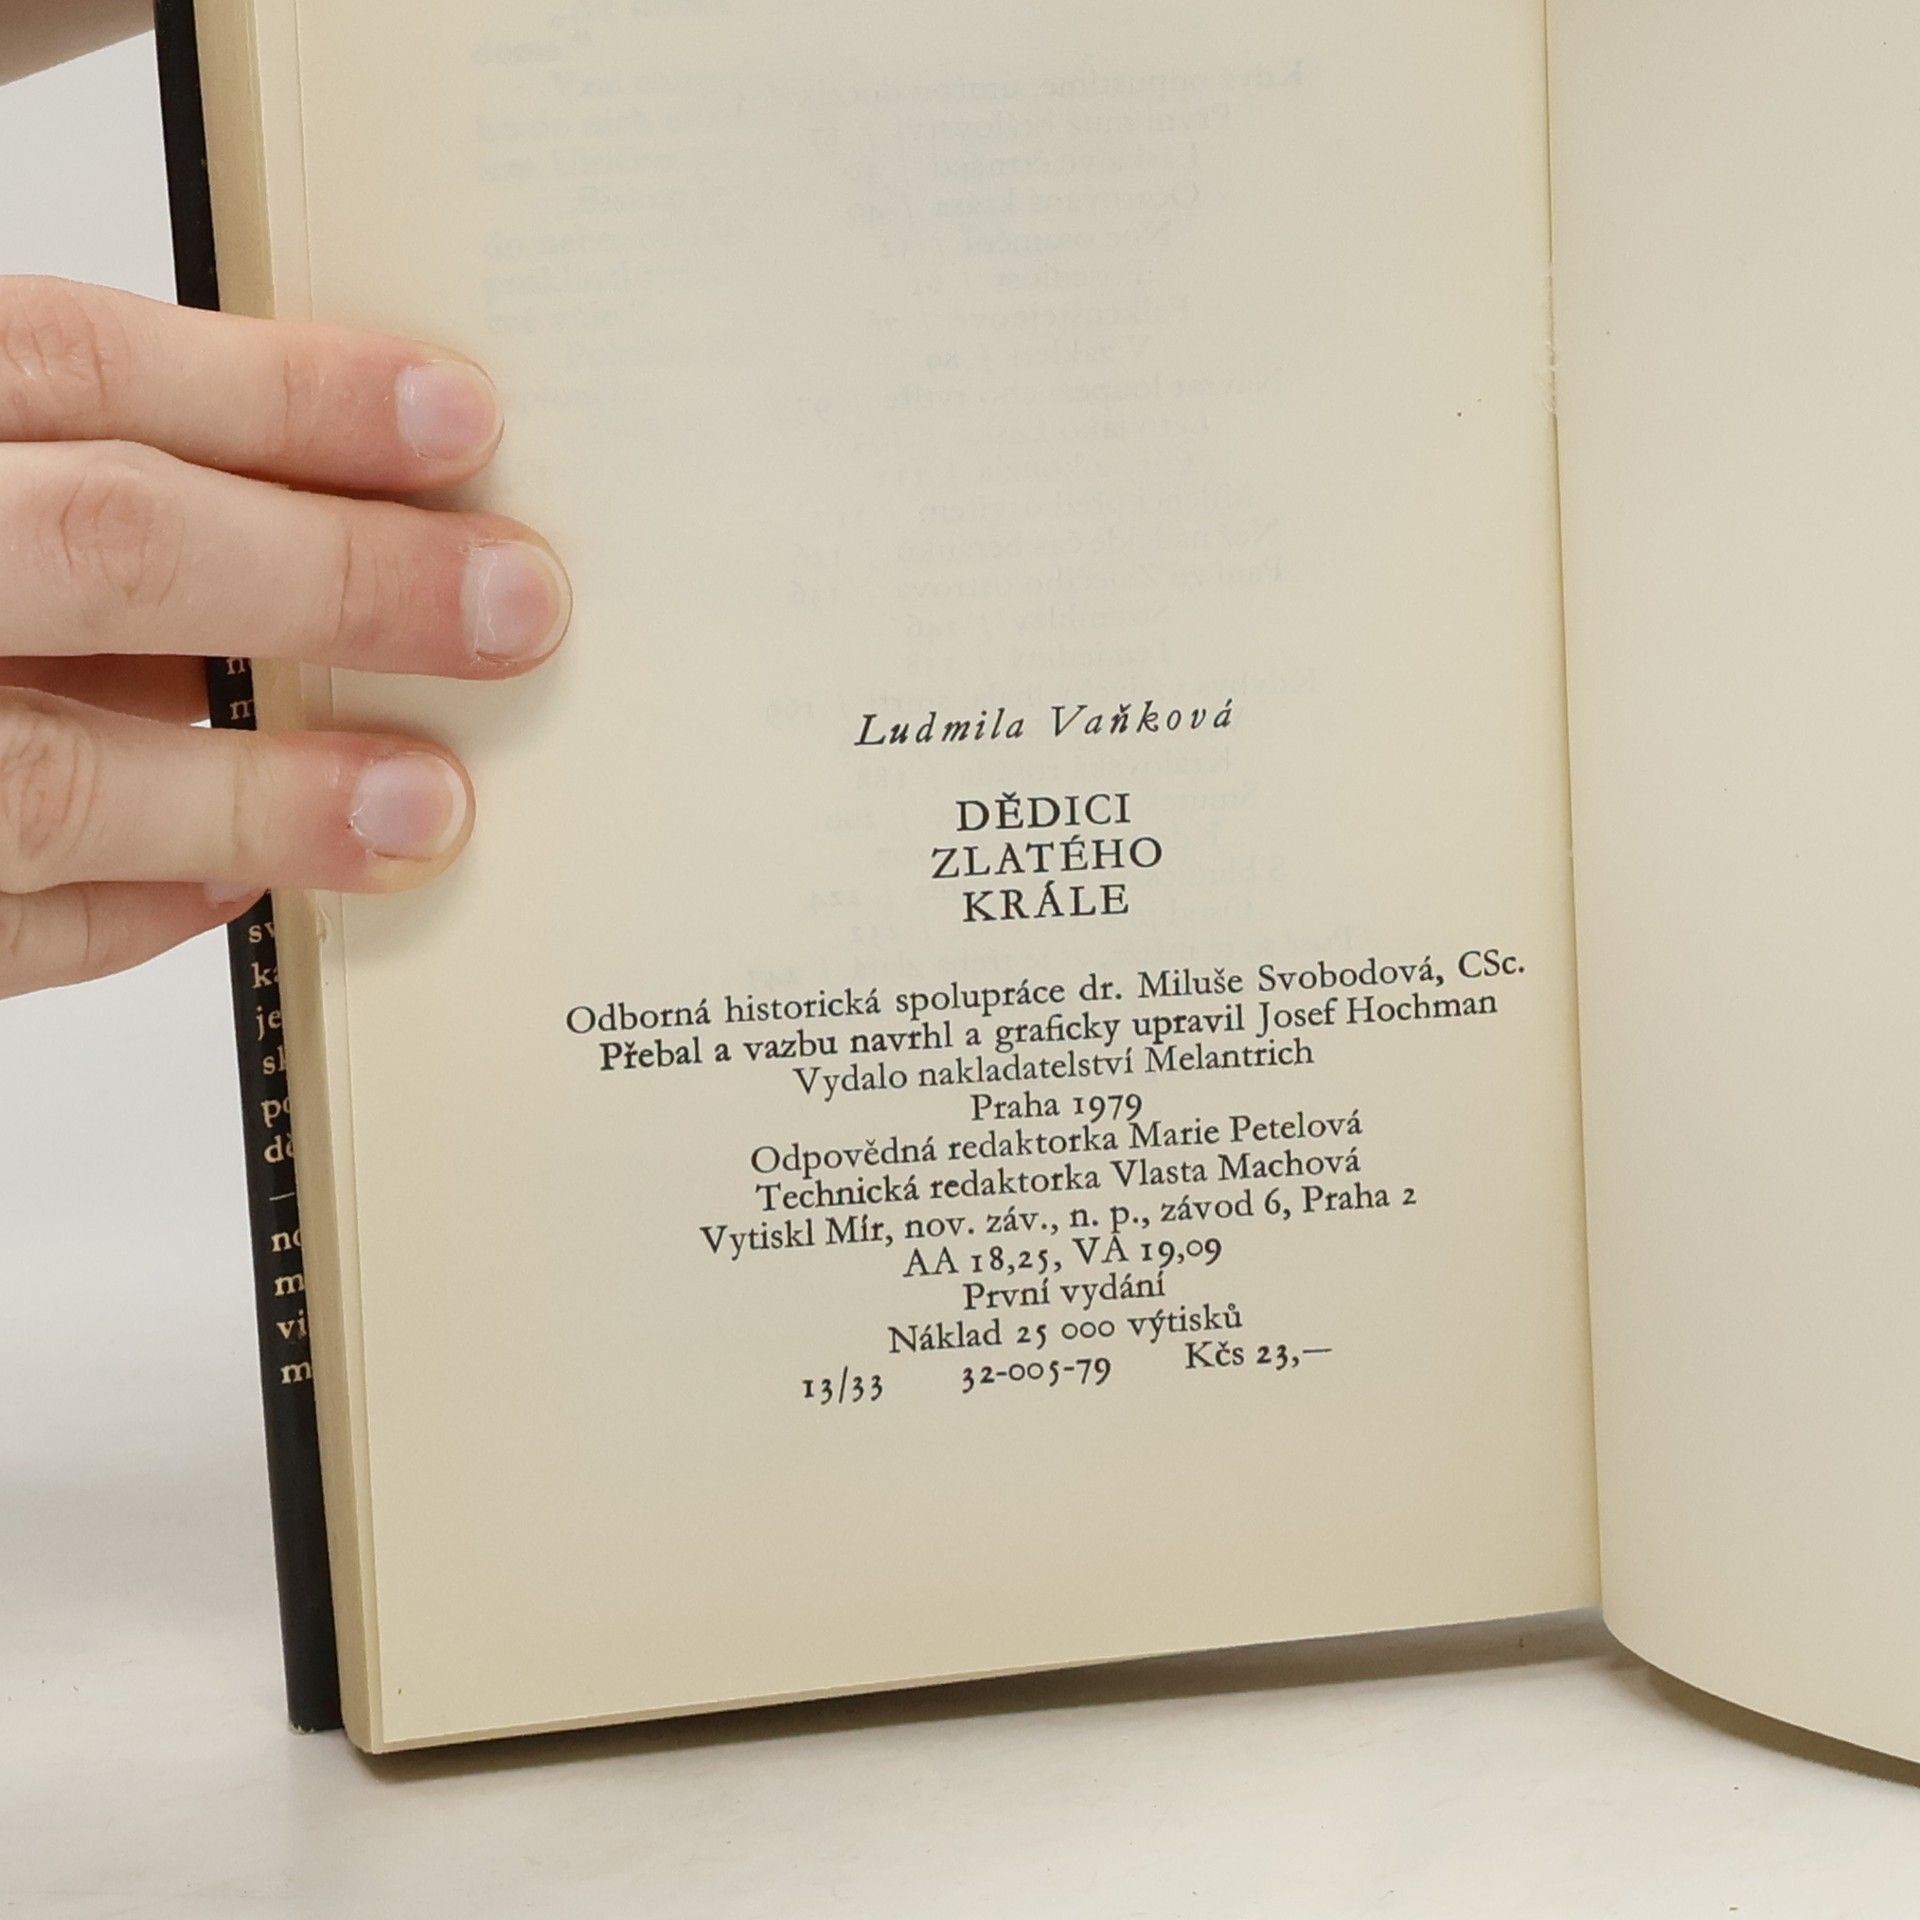 Ludmila Vaňková
DĚDICI
ZLATÉHO
KRÁLE
Odborná historická spolupráce dr. Miluše Svobodová, CSc.
Přebal a vazbu navrhl a graficky upravil Josef Hochman
Vydalo nakladatelství Melantrich
Praha 1979
Odpovědná redaktorka Marie Petelová
Technická redaktorka Vlasta Machová
Vytiskl Mír, nov. záv., n. p., závod 6, Praha 2
AA 18,25, VA 19,09
První vydání
Náklad 25 000 výtisků
13/33 32-005-79 Kčs 23,—